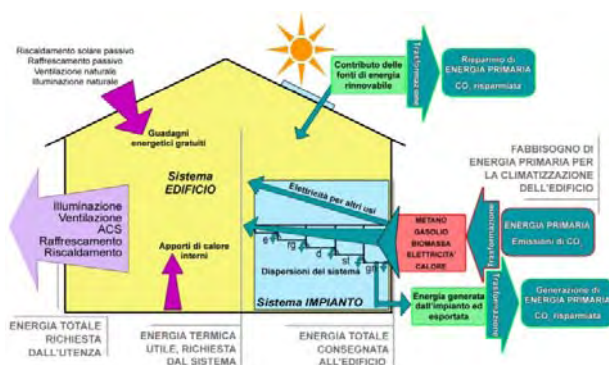 Riscaldamento solare passivo
Raffrescamento passivo
Ventilazione naturale
Illuminazione naturale
Contributo delle
fonti di energia
rinnovabile
Trasformazione
Risparmio di
ENERGIA PRIMARIA
CO₂ risparmiata
Guadagni
energetici gratuiti
FABBISOGNO DI
ENERGIA PRIMARIA PER
LA CLIMATIZZAZIONE
DELL'EDIFICIO
Sistema
EDIFICIO
Elettricità per altri usi
Illuminazione
Ventilazione
ACS
Raffrescamento
Riscaldamento
METANO
GASOLIO
BIOMASSA
ELETTRICITA'
CALORE
Trasformazione
ENERGIA PRIMARIA
Emissioni di CO₂
e
rg
d
st
gn
Apporti di calore
interni
Dispersioni del sistema
Sistema IMPIANTO
Energia generata
dall'impianto ed
esportata
Trasformazione
Generazione di
ENERGIA PRIMARIA
CO₂ risparmiata
ENERGIA TOTALE
RICHIESTA
DALL'UTENZA
ENERGIA TERMICA
UTILE, RICHIESTA
DAL SISTEMA
ENERGIA TOTALE
CONSEGNATA
ALL'EDIFICIO